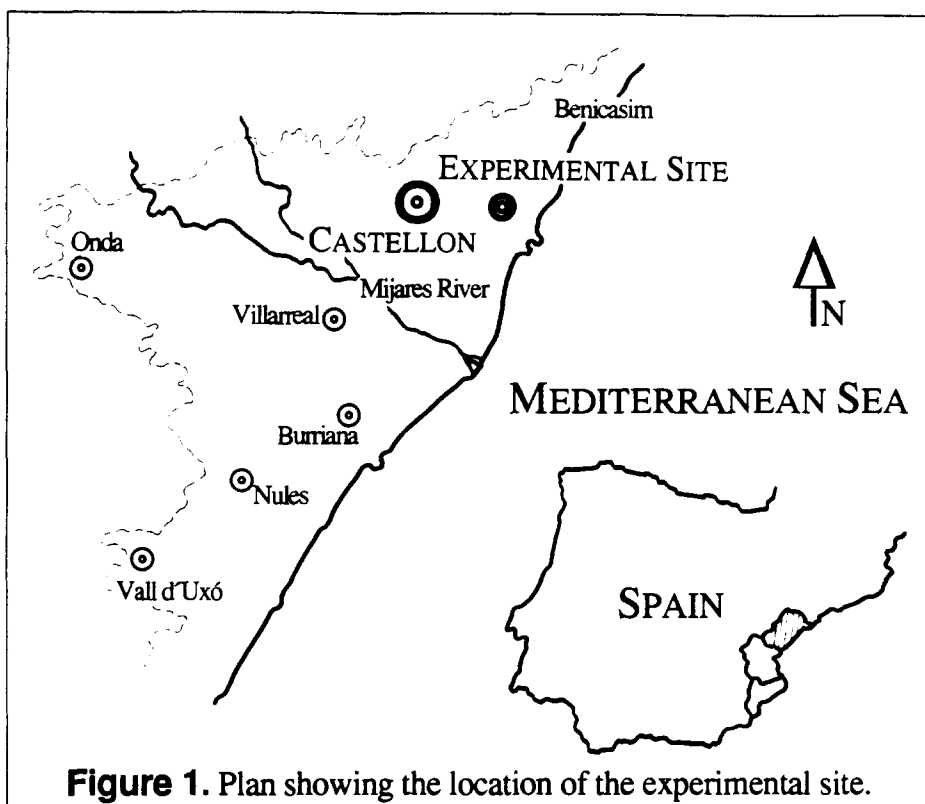 Benicasim
EXPERIMENTAL SITE
CASTELLON
Onda
Mijares River
Villarreal
N
MEDITERRANEAN SEA
Burriana
Nules
Vall d'Uxó
SPAIN
Figure 1. Plan showing the location of the experimental site.